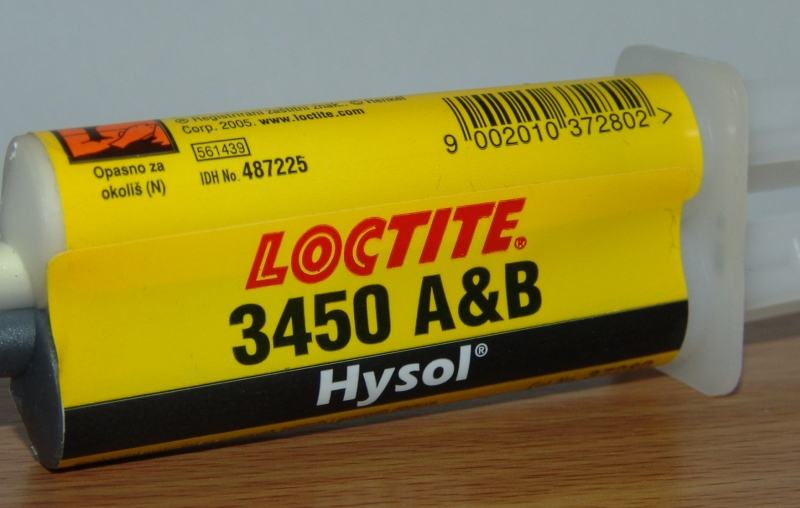 ® Registrirani zaštitni znak. © Henkel
Corp. 2005. www.loctite.com
561439
IDH No. 487225
Opasno za
okoliš (N)
9 002010 372802 >
LOCTITE®
3450 A&B
Hysol®